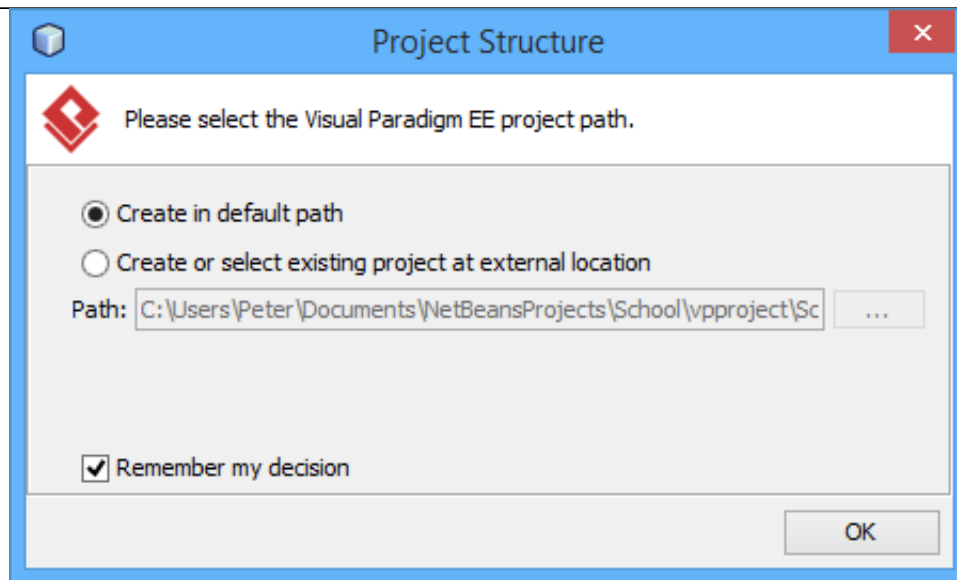 Project Structure
Please select the Visual Paradigm EE project path.
Create in default path
Create or select existing project at external location
Path: C:\Users\Peter\Documents\NetBeansProjects\School\vpproject\Sc ...
Remember my decision
OK